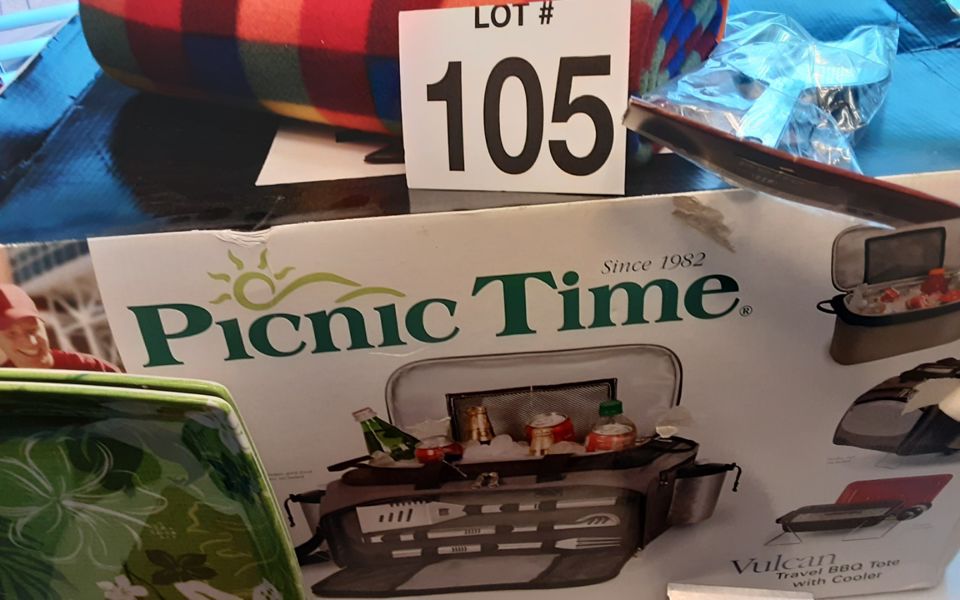 LOT #
105
Since 1982
Picnic Time®
Vulcan
Travel BBQ Tote
with Cooler